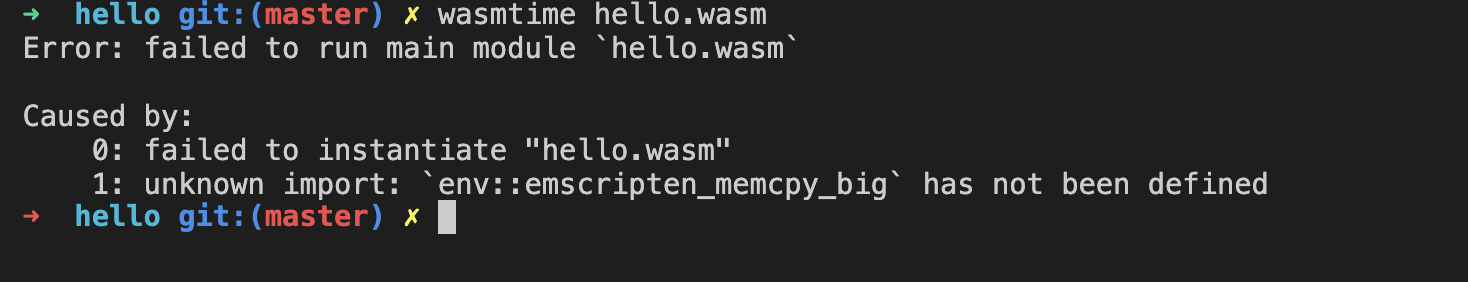 ➜ hello git:(master) ✗ wasmtime hello.wasm
Error: failed to run main module `hello.wasm`
Caused by:
0: failed to instantiate "hello.wasm"
1: unknown import: `env::emscripten_memcpy_big` has not been defined
➜ hello git:(master) ✗